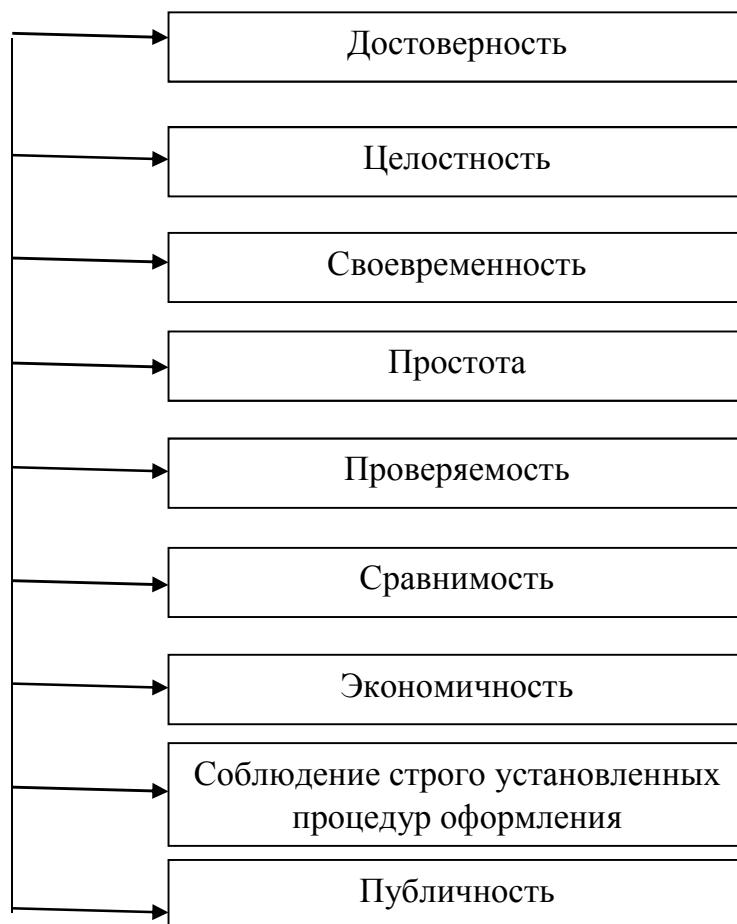 Достоверность
Целостность
Своевременность
Простота
Проверяемость
Сравнимость
Экономичность
Соблюдение строго установленных
процедур оформления
Публичность